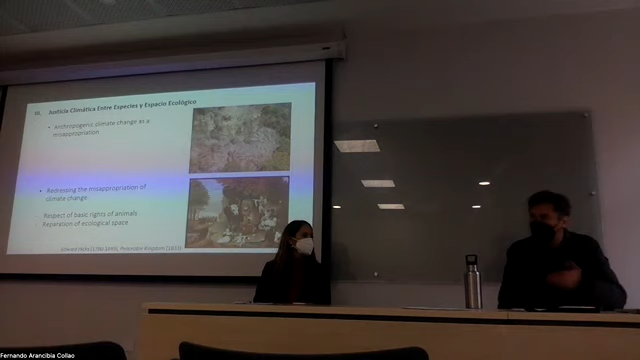 III. Justicia Climática Entre Especies y Espacio Ecológico
• Anthropogenic climate change as a
misappropriation
• Redressing the misappropriation of
climate change
Respect of basic rights of animals
Reparation of ecological space
Edward Hicks (1780-1849), Peaceable Kingdom (1833)
Fernando Arancibia Collao